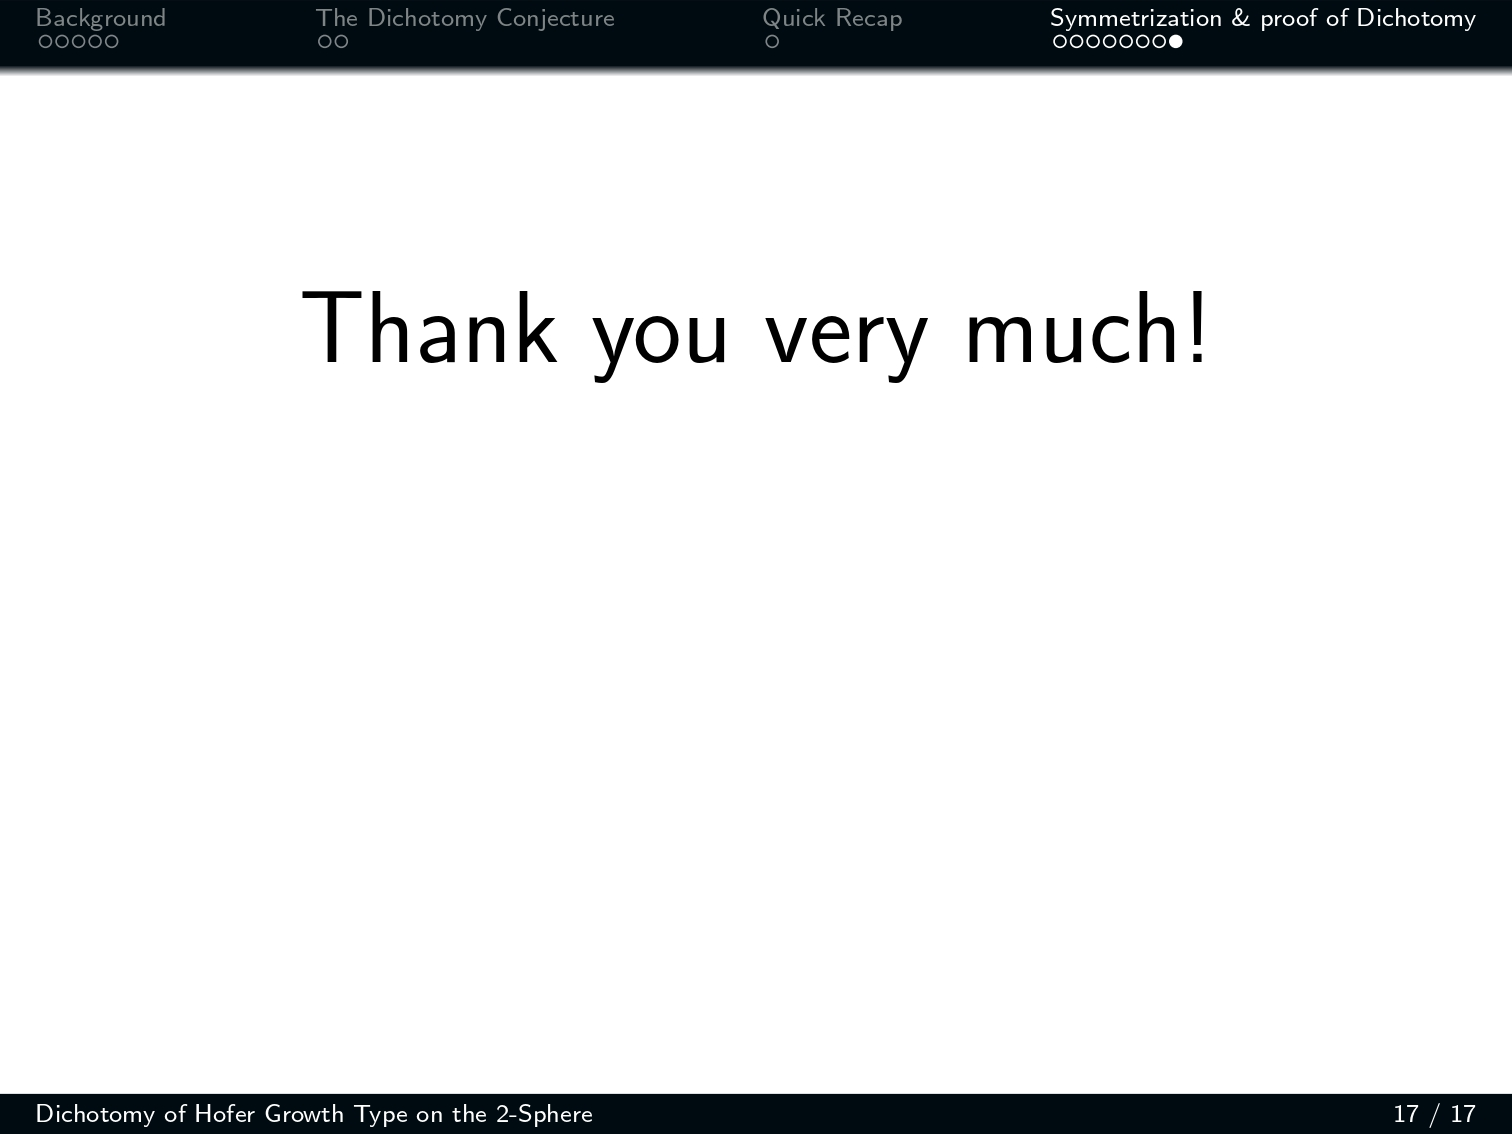 Background The Dichotomy Conjecture Quick Recap Symmetrization & proof of Dichotomy
Thank you very much!
Dichotomy of Hofer Growth Type on the 2-Sphere 17 / 17